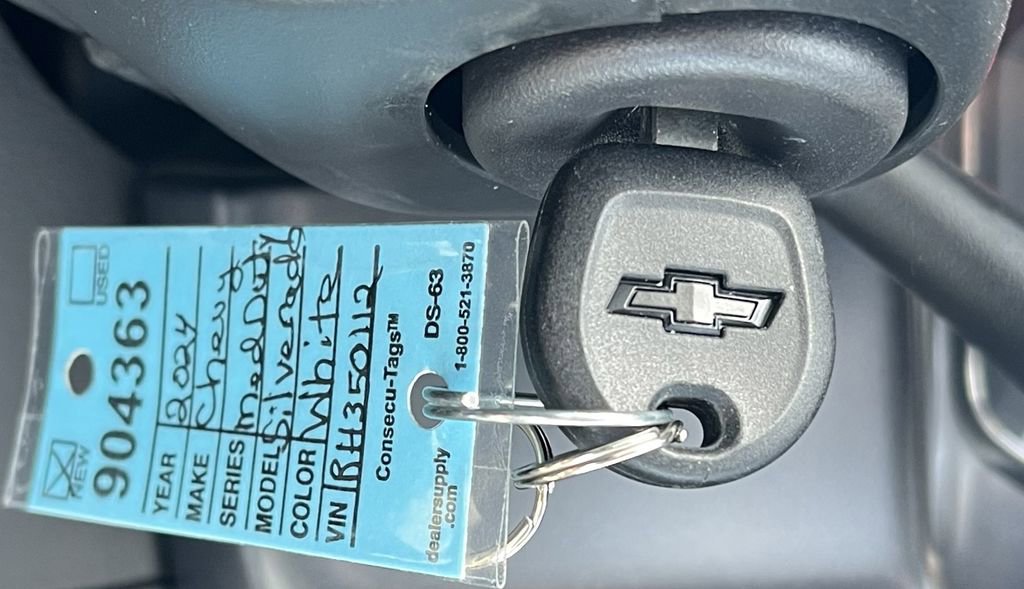 NEW USED
904363
YEAR 2024
MAKE Chevy
SERIES MedDuty
MODEL Silverado
COLOR White
VIN RH350112
Consecu-Tags™
dealersupply DS-63
.com 1-800-521-3870